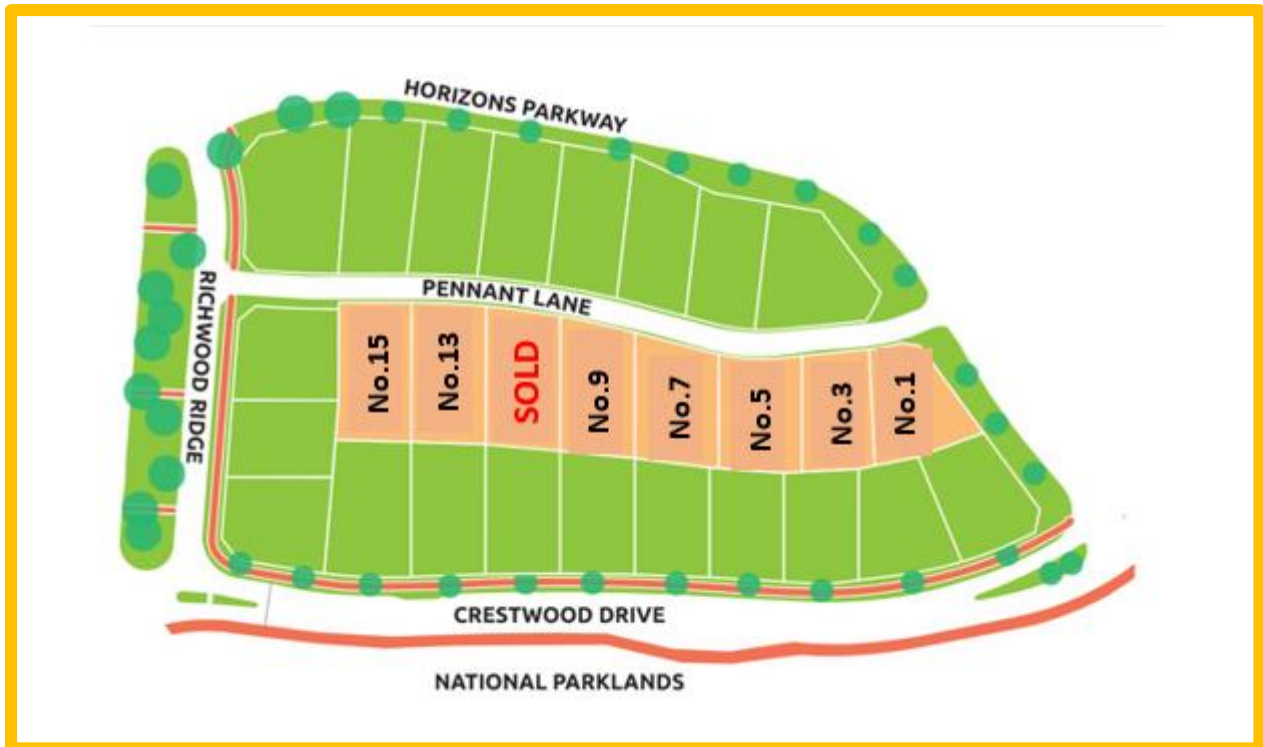 HORIZONS PARKWAY
PENNANT LANE
RICHWOOD RIDGE
No.15
No.13
SOLD
No.9
No.7
No.5
No.3
No.1
CRESTWOOD DRIVE
NATIONAL PARKLANDS